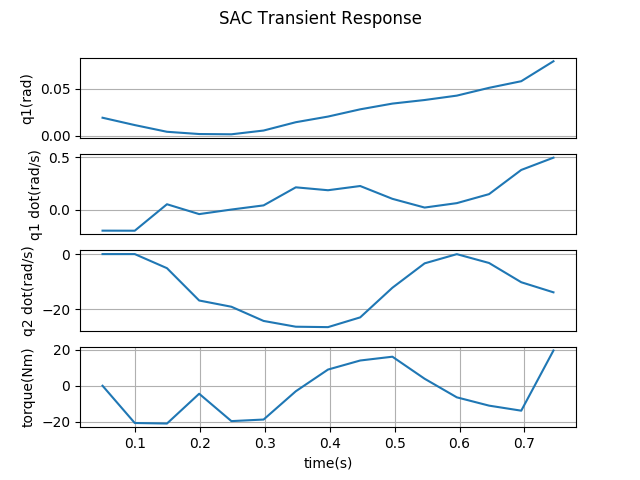 SAC Transient Response
q1(rad)
0.05
0.00
q1 dot(rad/s)
0.5
0.0
q2 dot(rad/s)
0
−20
torque(Nm)
20
0
−20
0.1 0.2 0.3 0.4 0.5 0.6 0.7
time(s)